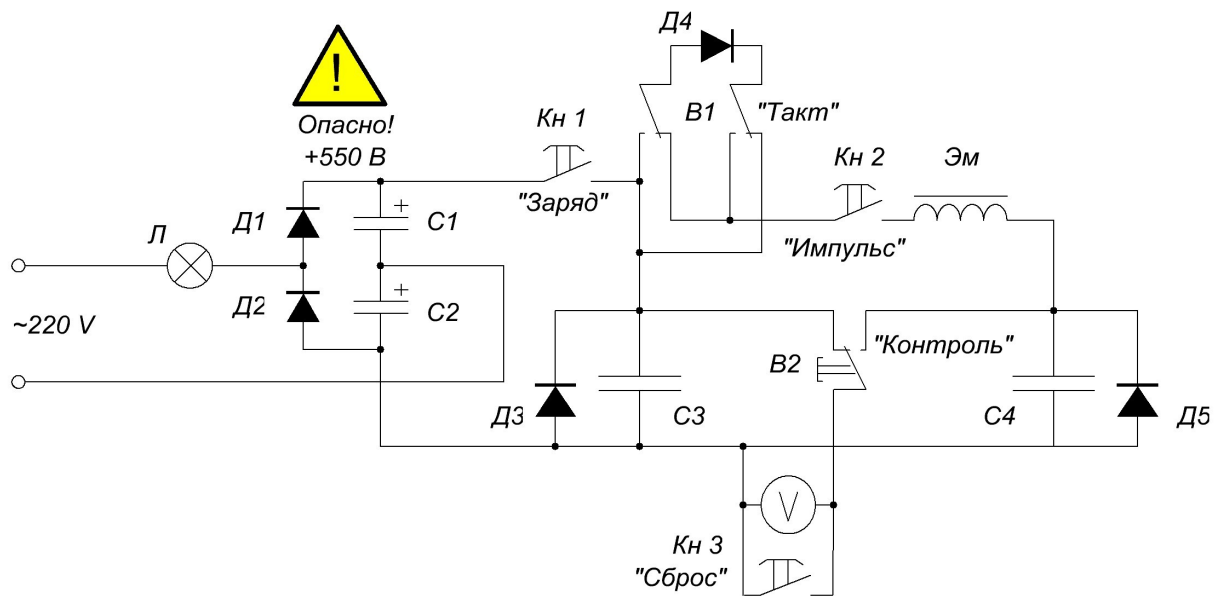 Д4
!
Опасно!
+550 В
Кн 1
В1
"Такт"
Кн 2
Эм
"Заряд"
"Импульс"
Л
Д1
+
С1
Д2
+
С2
~220 V
"Контроль"
В2
Д3
С3
С4
Д5
V
Кн 3
"Сброс"